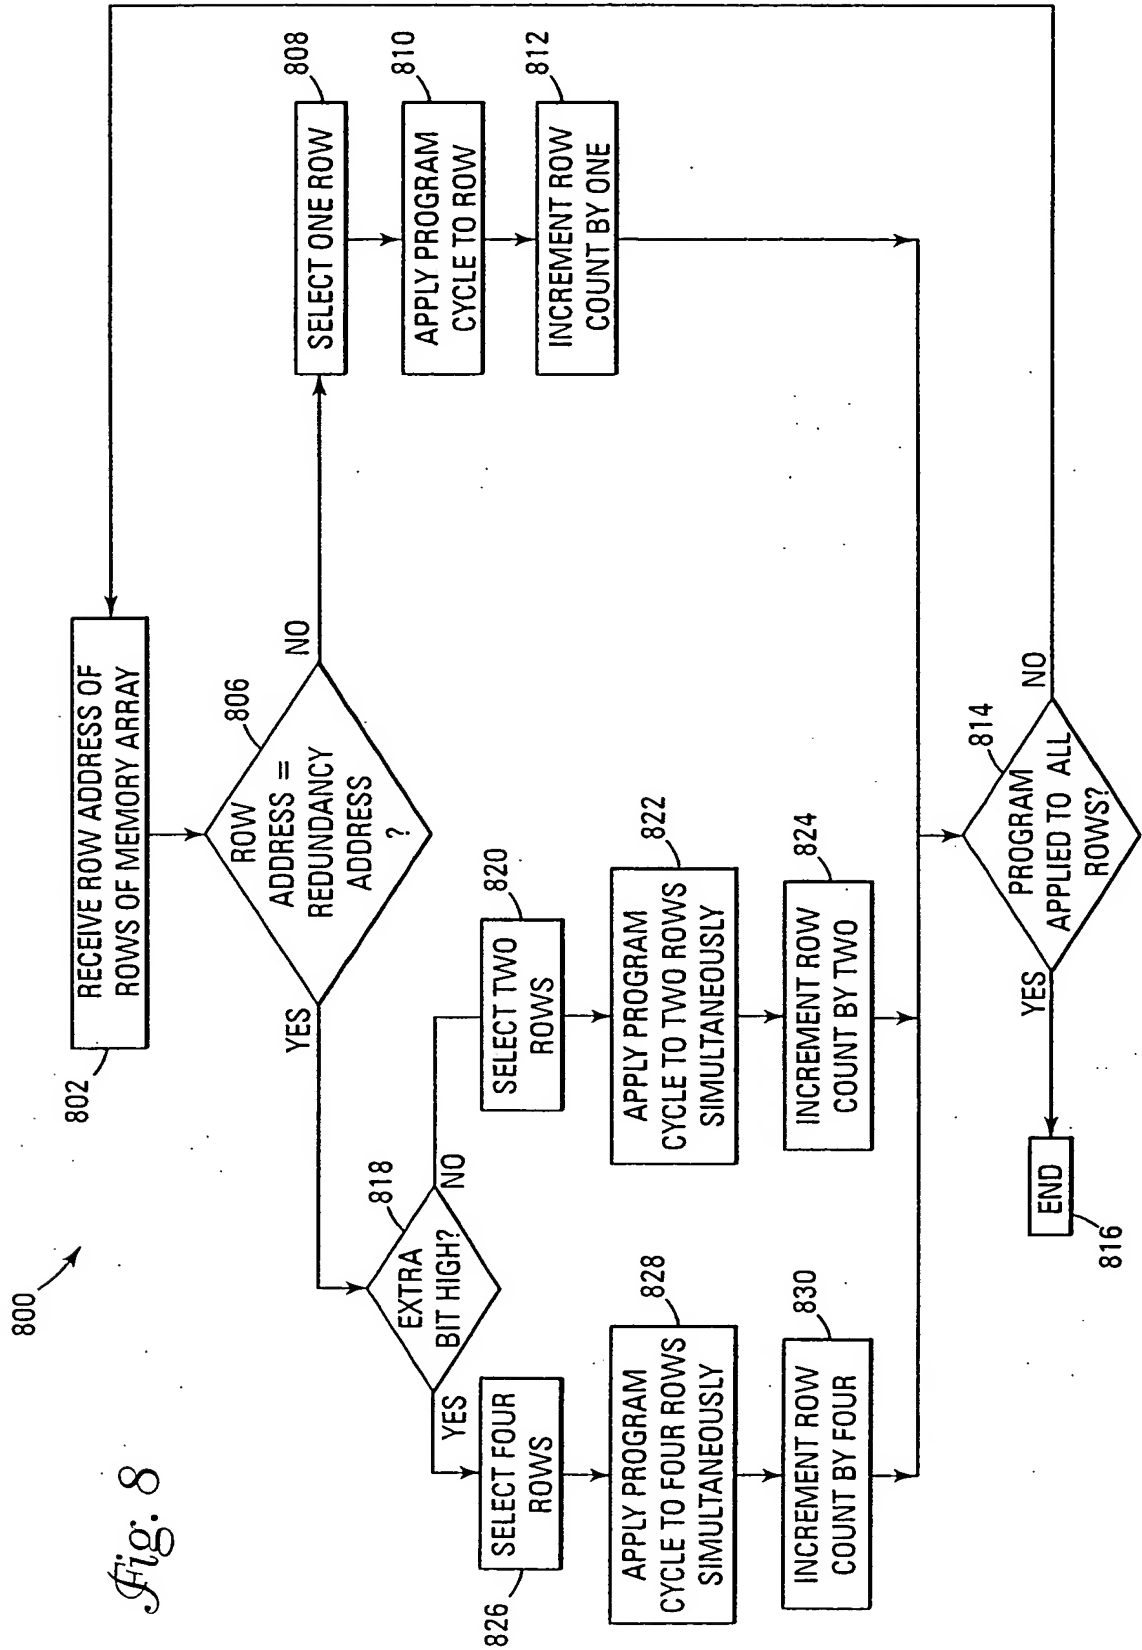 Fig. 8
800
802
RECEIVE ROW ADDRESS OF
ROWS OF MEMORY ARRAY
806
ROW
ADDRESS =
REDUNDANCY
ADDRESS
?
YES
NO
808
SELECT ONE ROW
810
APPLY PROGRAM
CYCLE TO ROW
812
INCREMENT ROW
COUNT BY ONE
818
EXTRA
BIT HIGH?
YES
NO
820
SELECT TWO
ROWS
822
APPLY PROGRAM
CYCLE TO TWO ROWS
SIMULTANEOUSLY
824
INCREMENT ROW
COUNT BY TWO
826
SELECT FOUR
ROWS
828
APPLY PROGRAM
CYCLE TO FOUR ROWS
SIMULTANEOUSLY
830
INCREMENT ROW
COUNT BY FOUR
814
PROGRAM
APPLIED TO ALL
ROWS?
YES
NO
END
816